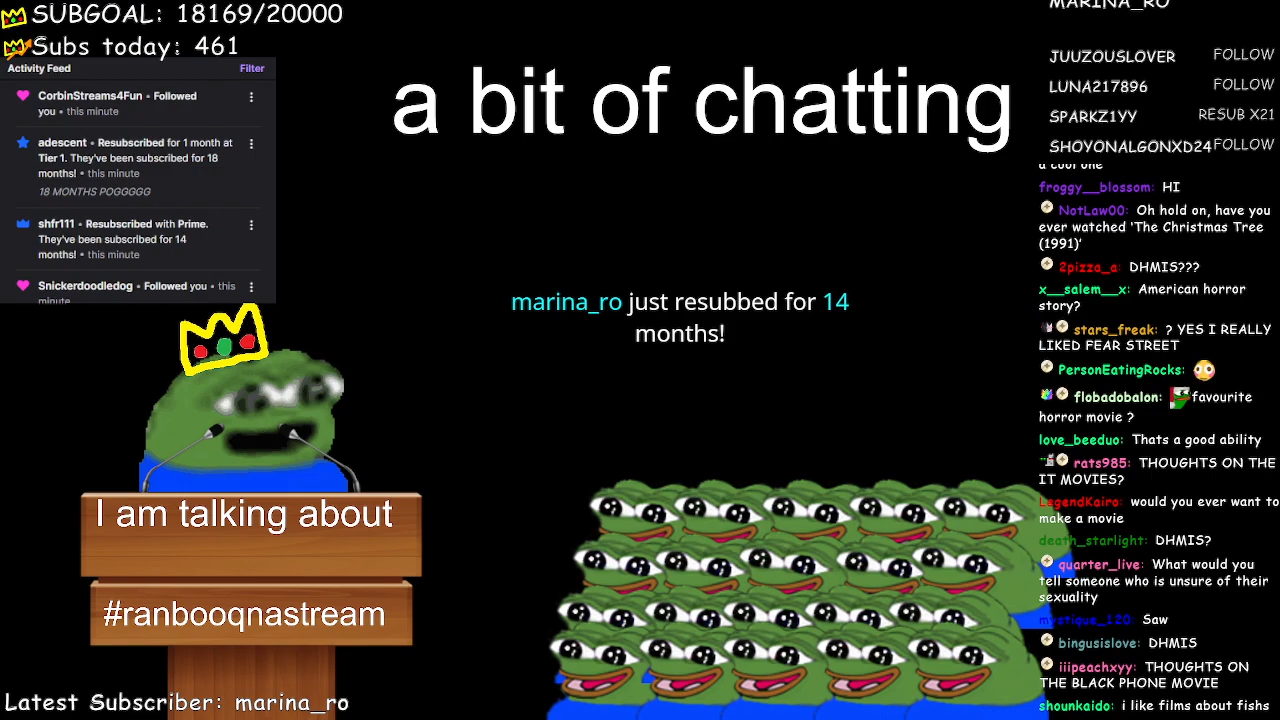 SUBGOAL: 18169/20000
Subs today: 461
Activity Feed
Filter
CorbinStreams4Fun • Followed
you • this minute
adescent • Resubscribed for 1 month at
Tier 1. They've been subscribed for 18
months! • this minute
18 MONTHS POGGGGG
shfr111 • Resubscribed with Prime.
They've been subscribed for 14
months! • this minute
Snickerdoodledog • Followed you • this
minute
a bit of chatting
marina_ro just resubbed for 14
months!
I am talking about
#ranbooqnastream
Latest Subscriber: marina_ro
MARINA_RO
JUUZOUSLOVER FOLLOW
LUNA217896 FOLLOW
SPARKZ1YY RESUB X21
SHOYONALGONXD24 FOLLOW
a cool one
froggy__blossom: HI
NotLaw00: Oh hold on, have you
ever watched 'The Christmas Tree
(1991)'
2pizza_a: DHMIS???
x__salem__x: American horror
story?
stars_freak: ? YES I REALLY
LIKED FEAR STREET
PersonEatingRocks:
flobadobalon: favourite
horror movie ?
love_beeduo: Thats a good ability
rats985: THOUGHTS ON THE
IT MOVIES?
LegendKairo: would you ever want to
make a movie
death_starlight: DHMIS?
quarter_live: What would you
tell someone who is unsure of their
sexuality
mystique_120: Saw
bingusislove: DHMIS
iiipeachxyy: THOUGHTS ON
THE BLACK PHONE MOVIE
shounkaido: i like films about fishs